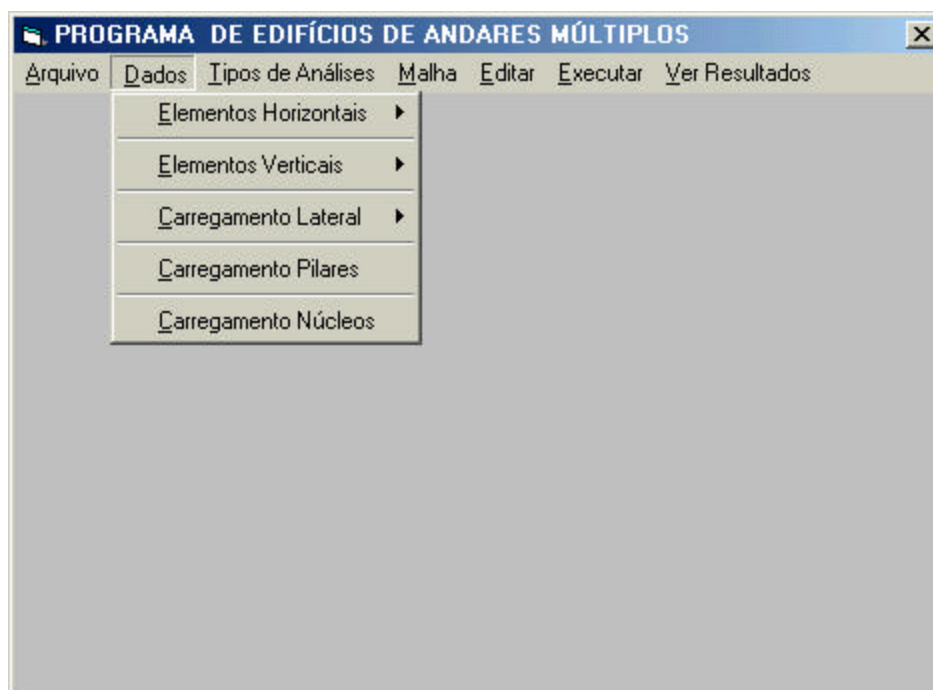 PROGRAMA DE EDIFÍCIOS DE ANDARES MÚLTIPLOS
Arquivo Dados Tipos de Análises Malha Editar Executar Ver Resultados
Elementos Horizontais
Elementos Verticais
Carregamento Lateral
Carregamento Pilares
Carregamento Núcleos